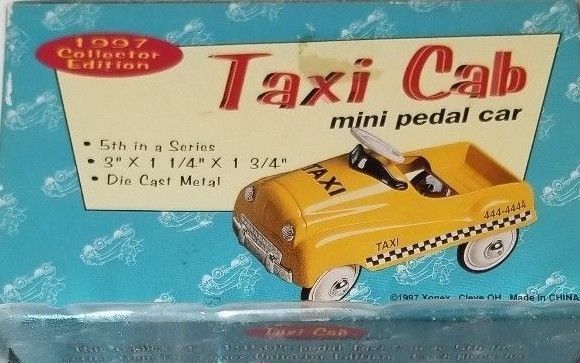 1997
Collector
Edition
Taxi Cab
mini pedal car
• 5th in a Series
• 3" X 1 1/4" X 1 3/4"
• Die Cast Metal
TAXI
TAXI
444-4444
©1997 Xonex Cleve OH Made In CHINA
Taxi Cab